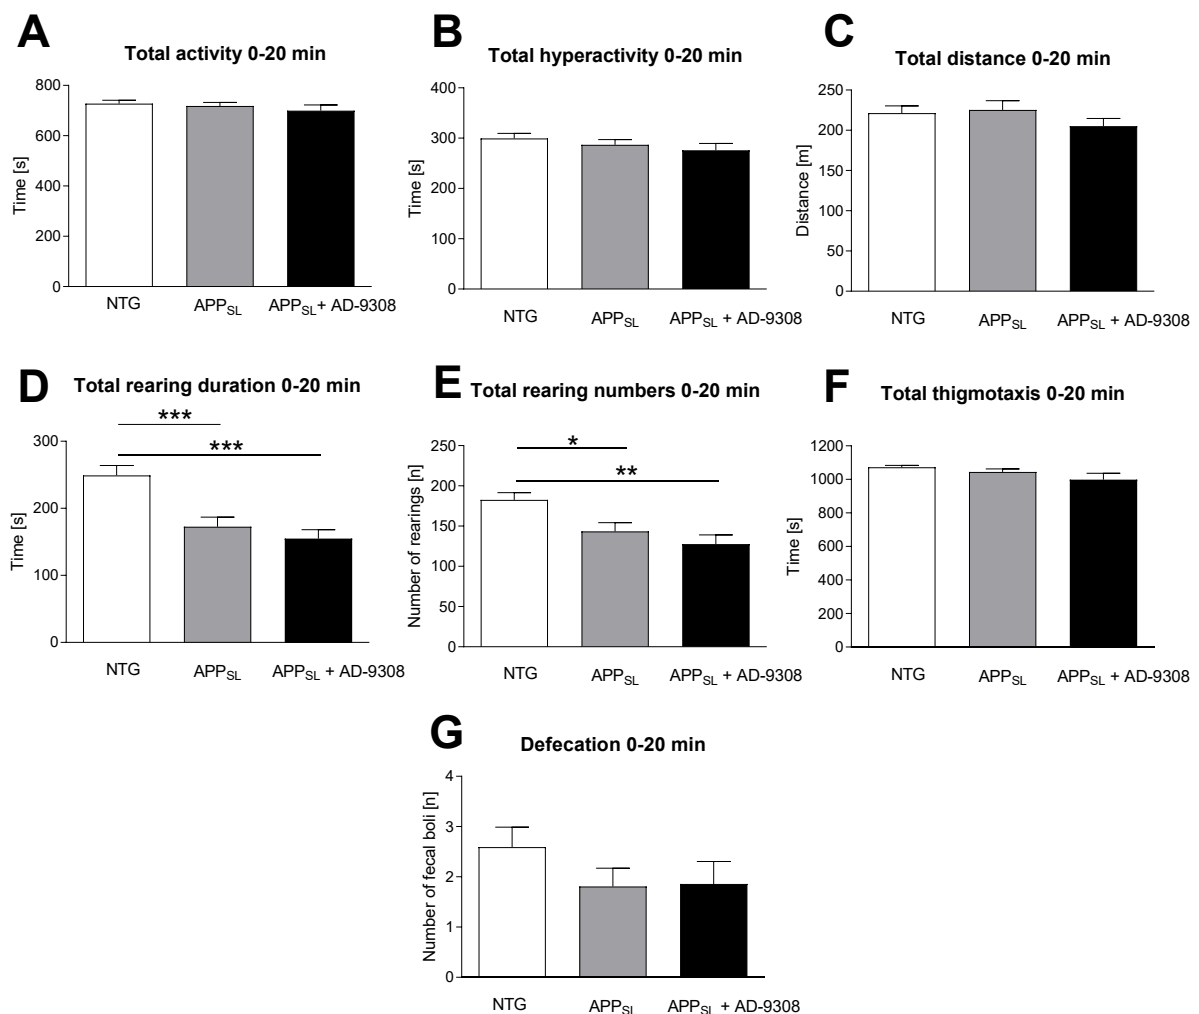 A
Total activity 0-20 min
Time [s]
800
600
400
200
0
NTG
APPSL
APPSL+ AD-9308
B
Total hyperactivity 0-20 min
Time [s]
400
300
200
100
0
NTG
APPSL
APPSL + AD-9308
C
Total distance 0-20 min
Distance [m]
250
200
150
100
50
0
NTG
APPSL
APPSL + AD-9308
D
Total rearing duration 0-20 min
***
***
Time [s]
300
200
100
0
NTG
APPSL
APPSL + AD-9308
E
Total rearing numbers 0-20 min
*
**
Number of rearings [n]
250
200
150
100
50
0
NTG
APPSL
APPSL + AD-9308
F
Total thigmotaxis 0-20 min
Time [s]
1200
1000
800
600
400
200
0
NTG
APPSL
APPSL + AD-9308
G
Defecation 0-20 min
Number of fecal boli [n]
4
3
2
1
0
NTG
APPSL
APPSL + AD-9308